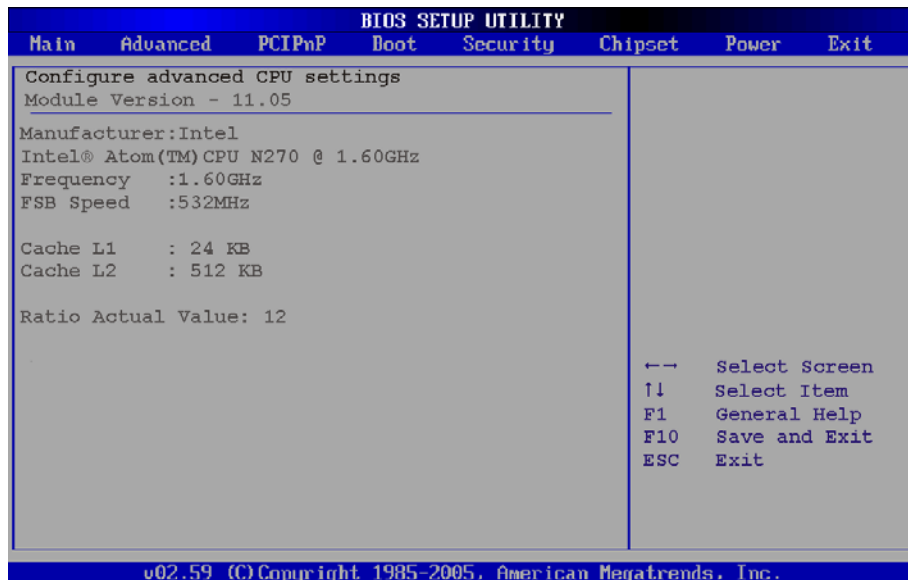 BIOS SETUP UTILITY
Main Advanced PCIPnP Boot Security Chipset Power Exit
Configure advanced CPU settings
Module Version - 11.05
Manufacturer:Intel
Intel® Atom(TM)CPU N270 @ 1.60GHz
Frequency :1.60GHz
FSB Speed :532MHz
Cache L1 : 24 KB
Cache L2 : 512 KB
Ratio Actual Value: 12
←→ Select Screen
↑↓ Select Item
F1 General Help
F10 Save and Exit
ESC Exit
v02.59 (C)Copyright 1985-2005, American Megatrends, Inc.